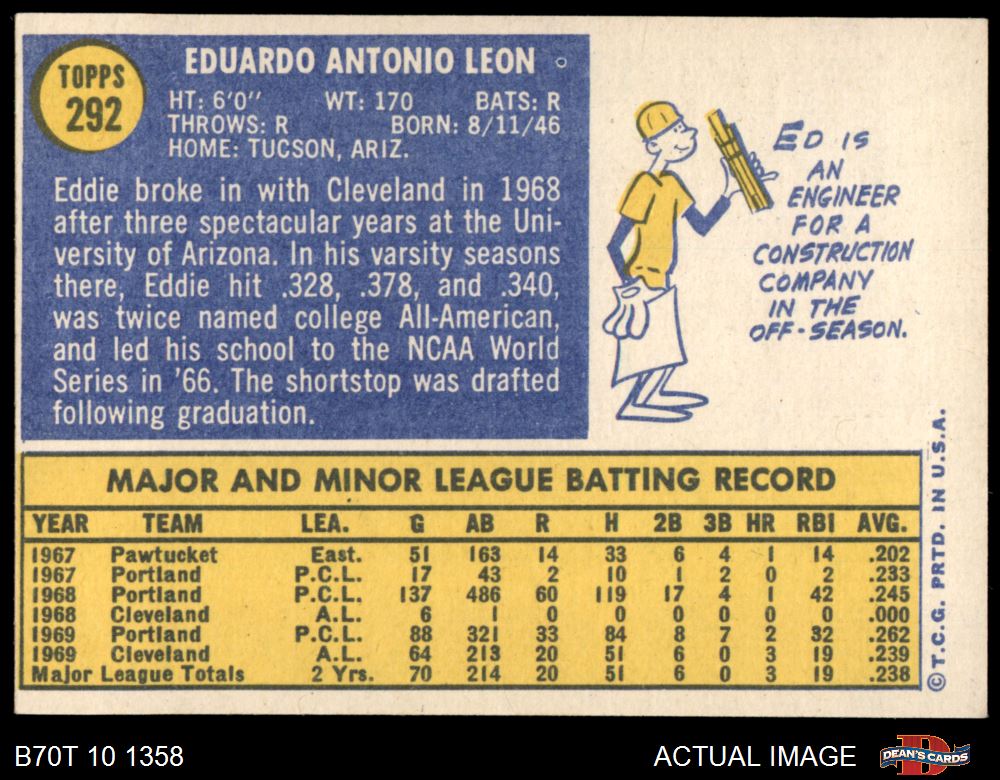 TOPPS
292
EDUARDO ANTONIO LEON
HT: 6'0" WT: 170 BATS: R
THROWS: R BORN: 8/11/46
HOME: TUCSON, ARIZ.
Eddie broke in with Cleveland in 1968
after three spectacular years at the Uni-
versity of Arizona. In his varsity seasons
there, Eddie hit .328, .378, and .340,
was twice named college All-American,
and led his school to the NCAA World
Series in '66. The shortstop was drafted
following graduation.
ED IS
AN
ENGINEER
FOR A
CONSTRUCTION
COMPANY
IN THE
OFF-SEASON.
MAJOR AND MINOR LEAGUE BATTING RECORD
YEAR TEAM LEA. G AB R H 2B 3B HR RBI AVG.
1967 Pawtucket East. 51 163 14 33 6 4 1 14 .202
1967 Portland P.C.L. 17 43 2 10 1 2 0 2 .233
1968 Portland P.C.L. 137 486 60 119 17 4 1 42 .245
1968 Cleveland A.L. 6 1 0 0 0 0 0 0 .000
1969 Portland P.C.L. 88 321 33 84 8 7 2 32 .262
1969 Cleveland A.L. 64 213 20 51 6 0 3 19 .239
Major League Totals 2 Yrs. 70 214 20 51 6 0 3 19 .238
©T.C.G. PRTD. IN U.S.A.
B70T 10 1358
ACTUAL IMAGE
DEAN'S CARDS